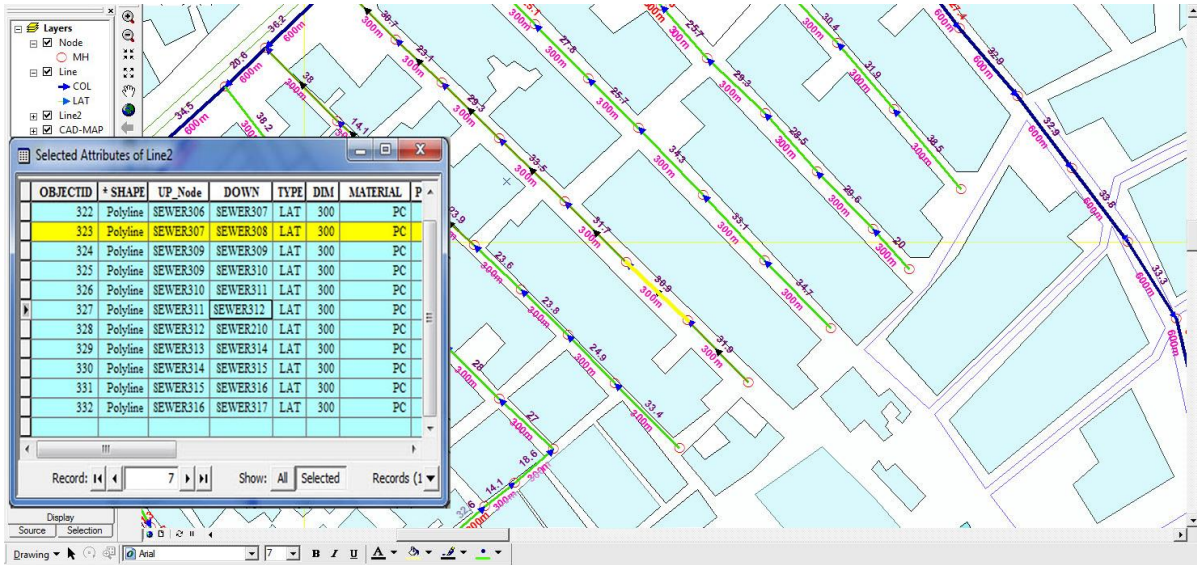 Layers
Node
MH
Line
COL
LAT
Line2
CAD-MAP
Selected Attributes of Line2
OBJECTID * SHAPE UP_Node DOWN TYPE DIM MATERIAL P
322 Polyline SEWER306 SEWER307 LAT 300 PC
323 Polyline SEWER307 SEWER308 LAT 300 PC
324 Polyline SEWER309 SEWER309 LAT 300 PC
325 Polyline SEWER309 SEWER310 LAT 300 PC
326 Polyline SEWER310 SEWER311 LAT 300 PC
327 Polyline SEWER311 SEWER312 LAT 300 PC
328 Polyline SEWER312 SEWER210 LAT 300 PC
329 Polyline SEWER313 SEWER314 LAT 300 PC
330 Polyline SEWER314 SEWER315 LAT 300 PC
331 Polyline SEWER315 SEWER316 LAT 300 PC
332 Polyline SEWER316 SEWER317 LAT 300 PC
Record: 7 Show: All Selected Records (1
Display
Source Selection
Drawing Arial 7 B I U A
36.2
600m
20.6
600m
34.5
600m
38
300m
38.2
14.1
30.7
300m
23.1
300m
29.3
300m
33.5
300m
31.7
300m
30.9
300m
31.9
300m
300m
27.8
300m
25.7
300m
34.3
300m
33.1
300m
34.7
300m
25.7
300m
29.3
300m
28.5
300m
29.6
300m
20
300m
30.4
300m
31.9
300m
38.5
300m
27.4
600m
32.9
600m
32.9
600m
33.8
600m
33.3
600m
600m
23.9
300m
23.6
300m
23.8
300m
24.9
300m
33.4
300m
28
300m
27
300m
18.6
300m
14.1
300m
32.6